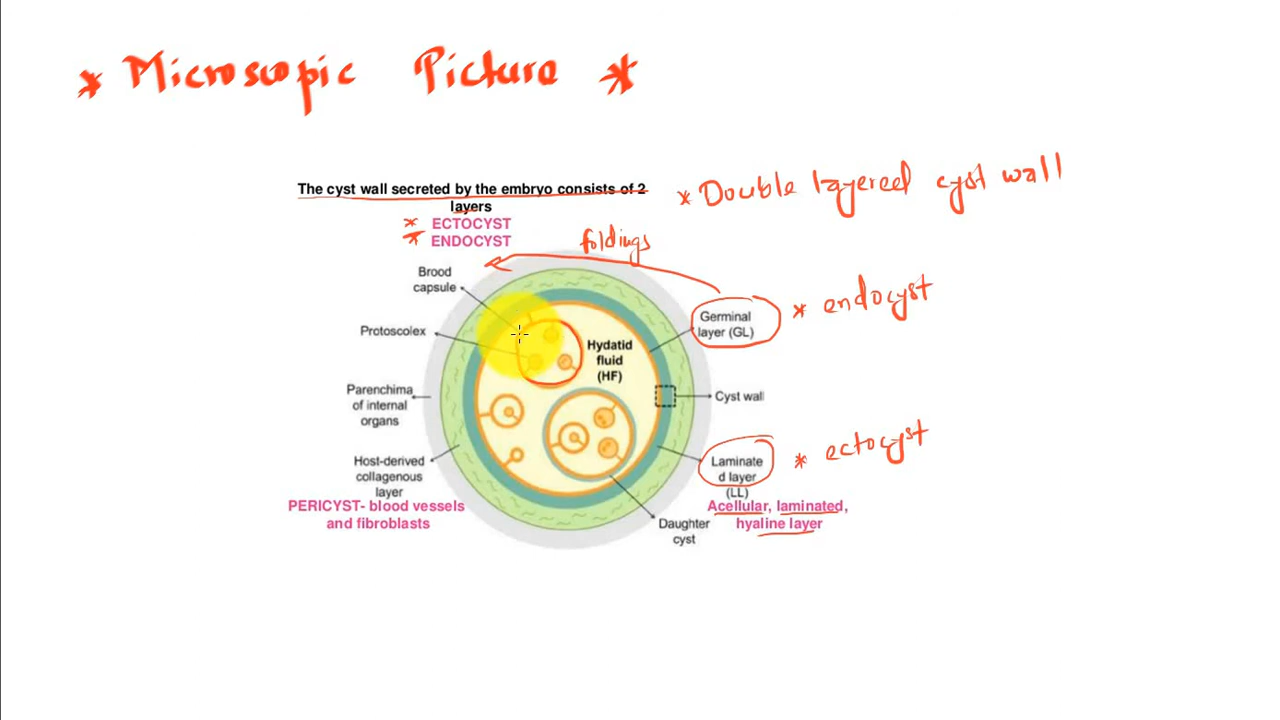 * Microscopic Picture *
The cyst wall secreted by the embryo consists of 2
layers
* Double layered cyst wall
* ECTOCYST
* ENDOCYST
foldings
Brood
capsule
Protoscolex
Parenchima
of internal
organs
Host-derived
collagenous
layer
PERICYST- blood vessels
and fibroblasts
Hydatid
fluid
(HF)
Germinal
layer (GL)
* endocyst
Cyst wall
Laminate
d layer
(LL)
* ectocyst
Acellular, laminated,
hyaline layer
Daughter
cyst